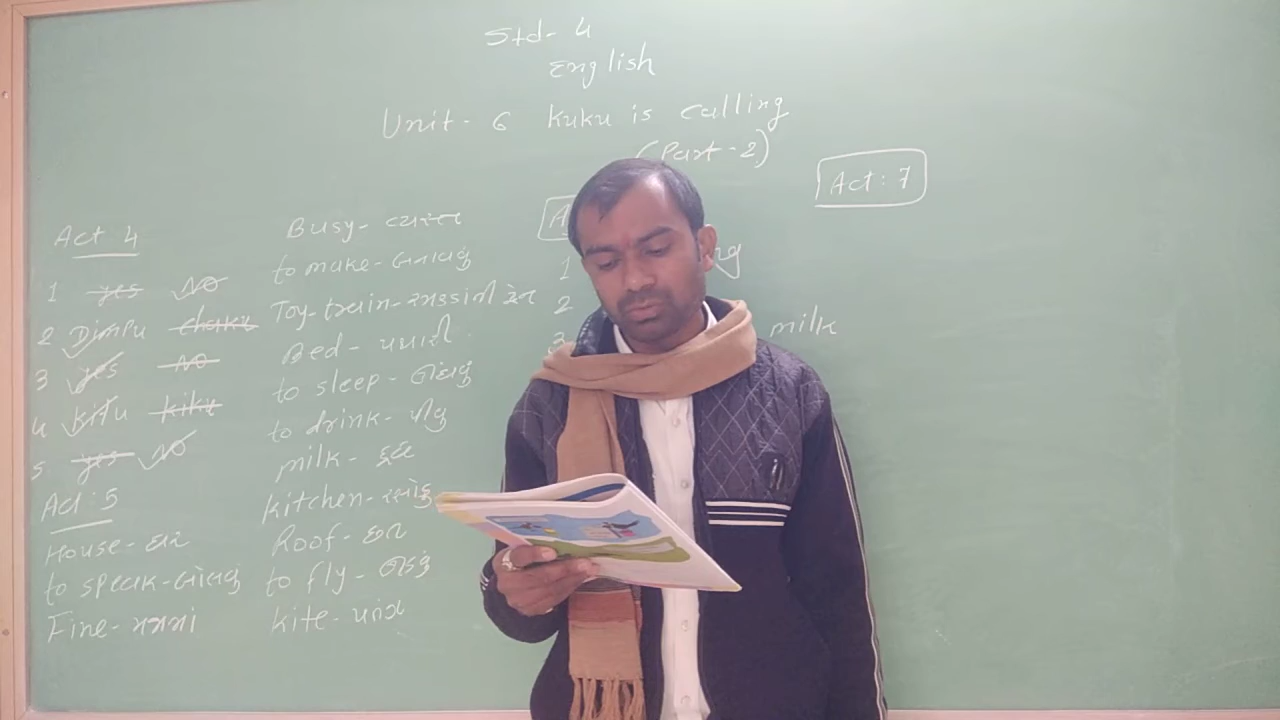 Std- 4
English
Unit- 6 kuku is calling
(Part-2)
Act: 7
Act 4
1 yes NO
2 Dimpu chaku
3 yes NO
4 kitu kiku
5 yes NO
Act: 5
House- ઘર
to speak- બોલવું
Fine- મજામાં
Busy- વ્યસ્ત
to make- બનાવવું
Toy-train- રમકડાંની ટ્રેન
Bed- પથારી
to sleep- ઊંઘવું
to drink- પીવું
milk- દૂધ
kitchen- રસોડું
Roof- છત
to fly- ઊડવું
kite- પતંગ
1
2
3 milk